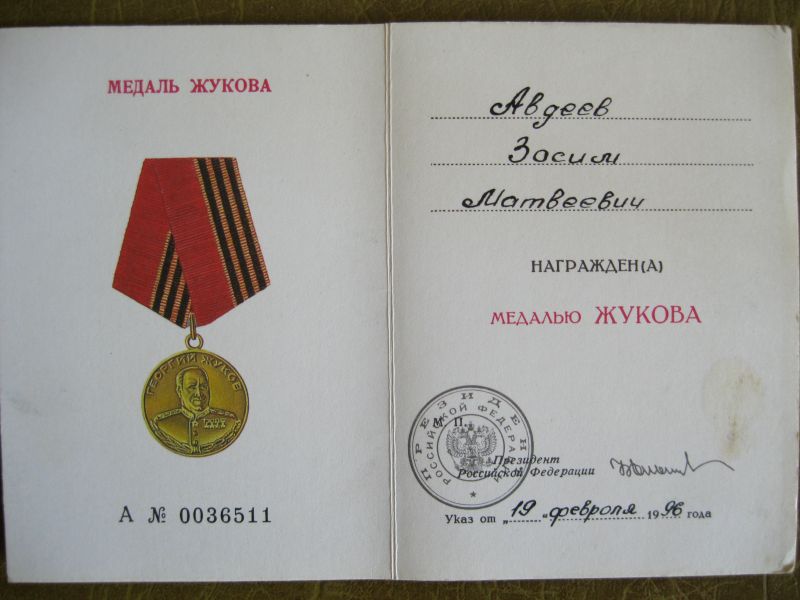 МЕДАЛЬ ЖУКОВА
ГЕОРГИЙ ЖУКОВ
А № 0036511
Авдеев
Зосим
Матвеевич
НАГРАЖДЕН(А)
МЕДАЛЬЮ ЖУКОВА
ПРЕЗИДЕНТ
РОССИЙСКОЙ ФЕДЕРАЦИИ
М. П.
Президент
Российской Федерации
Указ от „19" февроля 1996 года